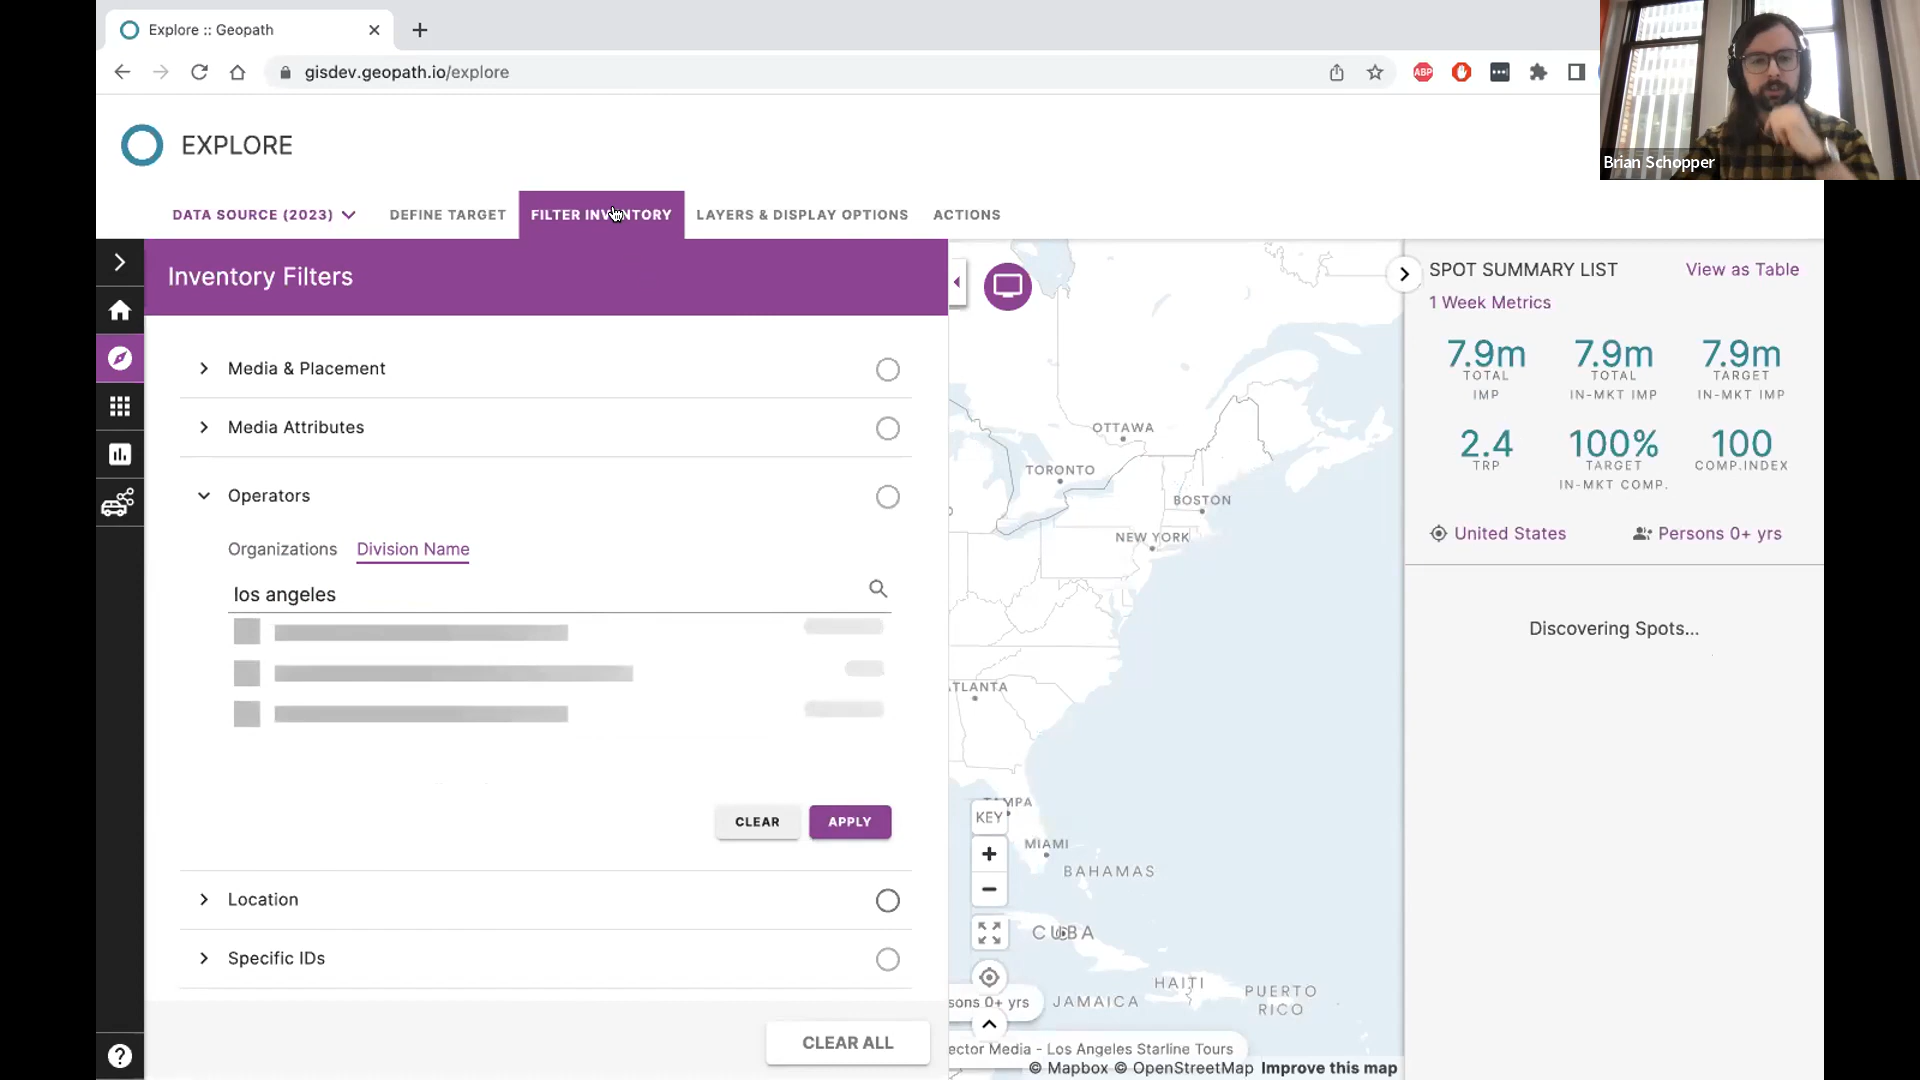 Explore :: Geopath
gisdev.geopath.io/explore
ABP
Brian Schopper
EXPLORE
DATA SOURCE (2023)
DEFINE TARGET
FILTER INVENTORY
LAYERS & DISPLAY OPTIONS
ACTIONS
Inventory Filters
Media & Placement
Media Attributes
Operators
Organizations
Division Name
los angeles
CLEAR
APPLY
Location
Specific IDs
CLEAR ALL
OTTAWA
TORONTO
BOSTON
NEW YORK
TLANTA
TAMPA
KEY
MIAMI
BAHAMAS
CUBA
HAITI
JAMAICA
PUERTO
RICO
sons 0+ yrs
ector Media - Los Angeles Starline Tours
© Mapbox © OpenStreetMap Improve this map
SPOT SUMMARY LIST
View as Table
1 Week Metrics
7.9m
TOTAL
IMP
7.9m
TOTAL
IN-MKT IMP
7.9m
TARGET
IN-MKT IMP
2.4
TRP
100%
TARGET
IN-MKT COMP.
100
COMP.INDEX
United States
Persons 0+ yrs
Discovering Spots...